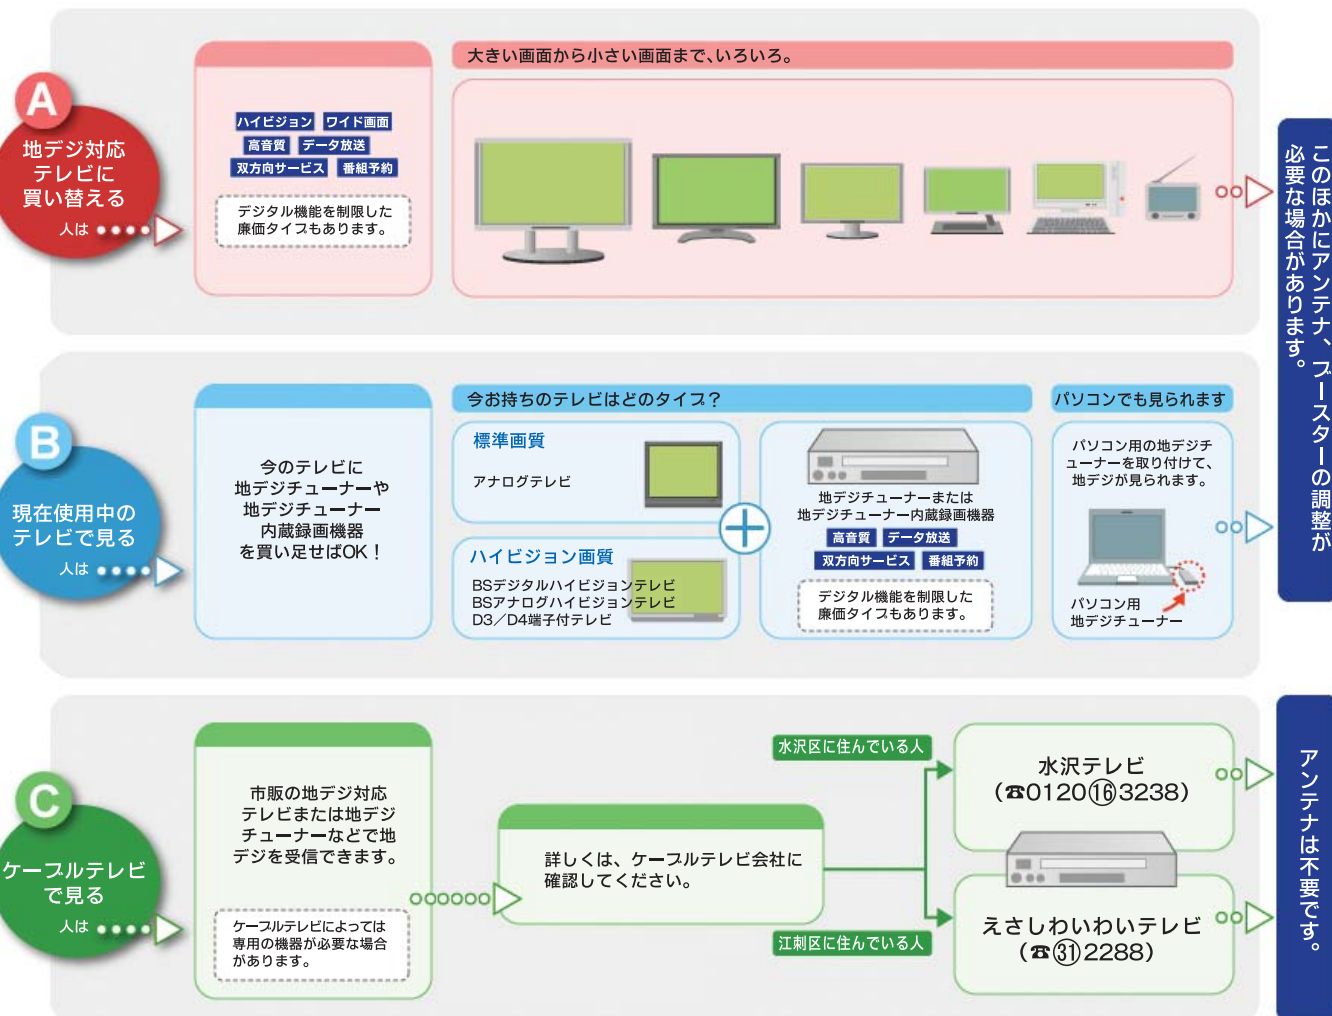 A
地デジ対応
テレビに
買い替える
人は
ハイビジョン ワイド画面
高音質 データ放送
双方向サービス 番組予約
デジタル機能を制限した
廉価タイプもあります。
大きい画面から小さい画面まで、いろいろ。
B
現在使用中の
テレビで見る
人は
今のテレビに
地デジチューナーや
地デジチューナー
内蔵録画機器
を買い足せばOK！
今お持ちのテレビはどのタイプ？
標準画質
アナログテレビ
ハイビジョン画質
BSデジタルハイビジョンテレビ
BSアナログハイビジョンテレビ
D3／D4端子付テレビ
地デジチューナーまたは
地デジチューナー内蔵録画機器
高音質 データ放送
双方向サービス 番組予約
デジタル機能を制限した
廉価タイプもあります。
パソコンでも見られます
パソコン用の地デジチ
ューナーを取り付けて、
地デジが見られます。
パソコン用
地デジチューナー
このほかにアンテナ、ブースターの調整が
必要な場合があります。
C
ケーブルテレビ
で見る
人は
市販の地デジ対応
テレビまたは地デジ
チューナーなどで地
デジを受信できます。
ケーブルテレビによっては
専用の機器が必要な場合
があります。
詳しくは、ケーブルテレビ会社に
確認してください。
水沢区に住んでいる人
水沢テレビ
（☎0120⑯3238）
江刺区に住んでいる人
えさしわいわいテレビ
（☎㉛2288）
アンテナは不要です。